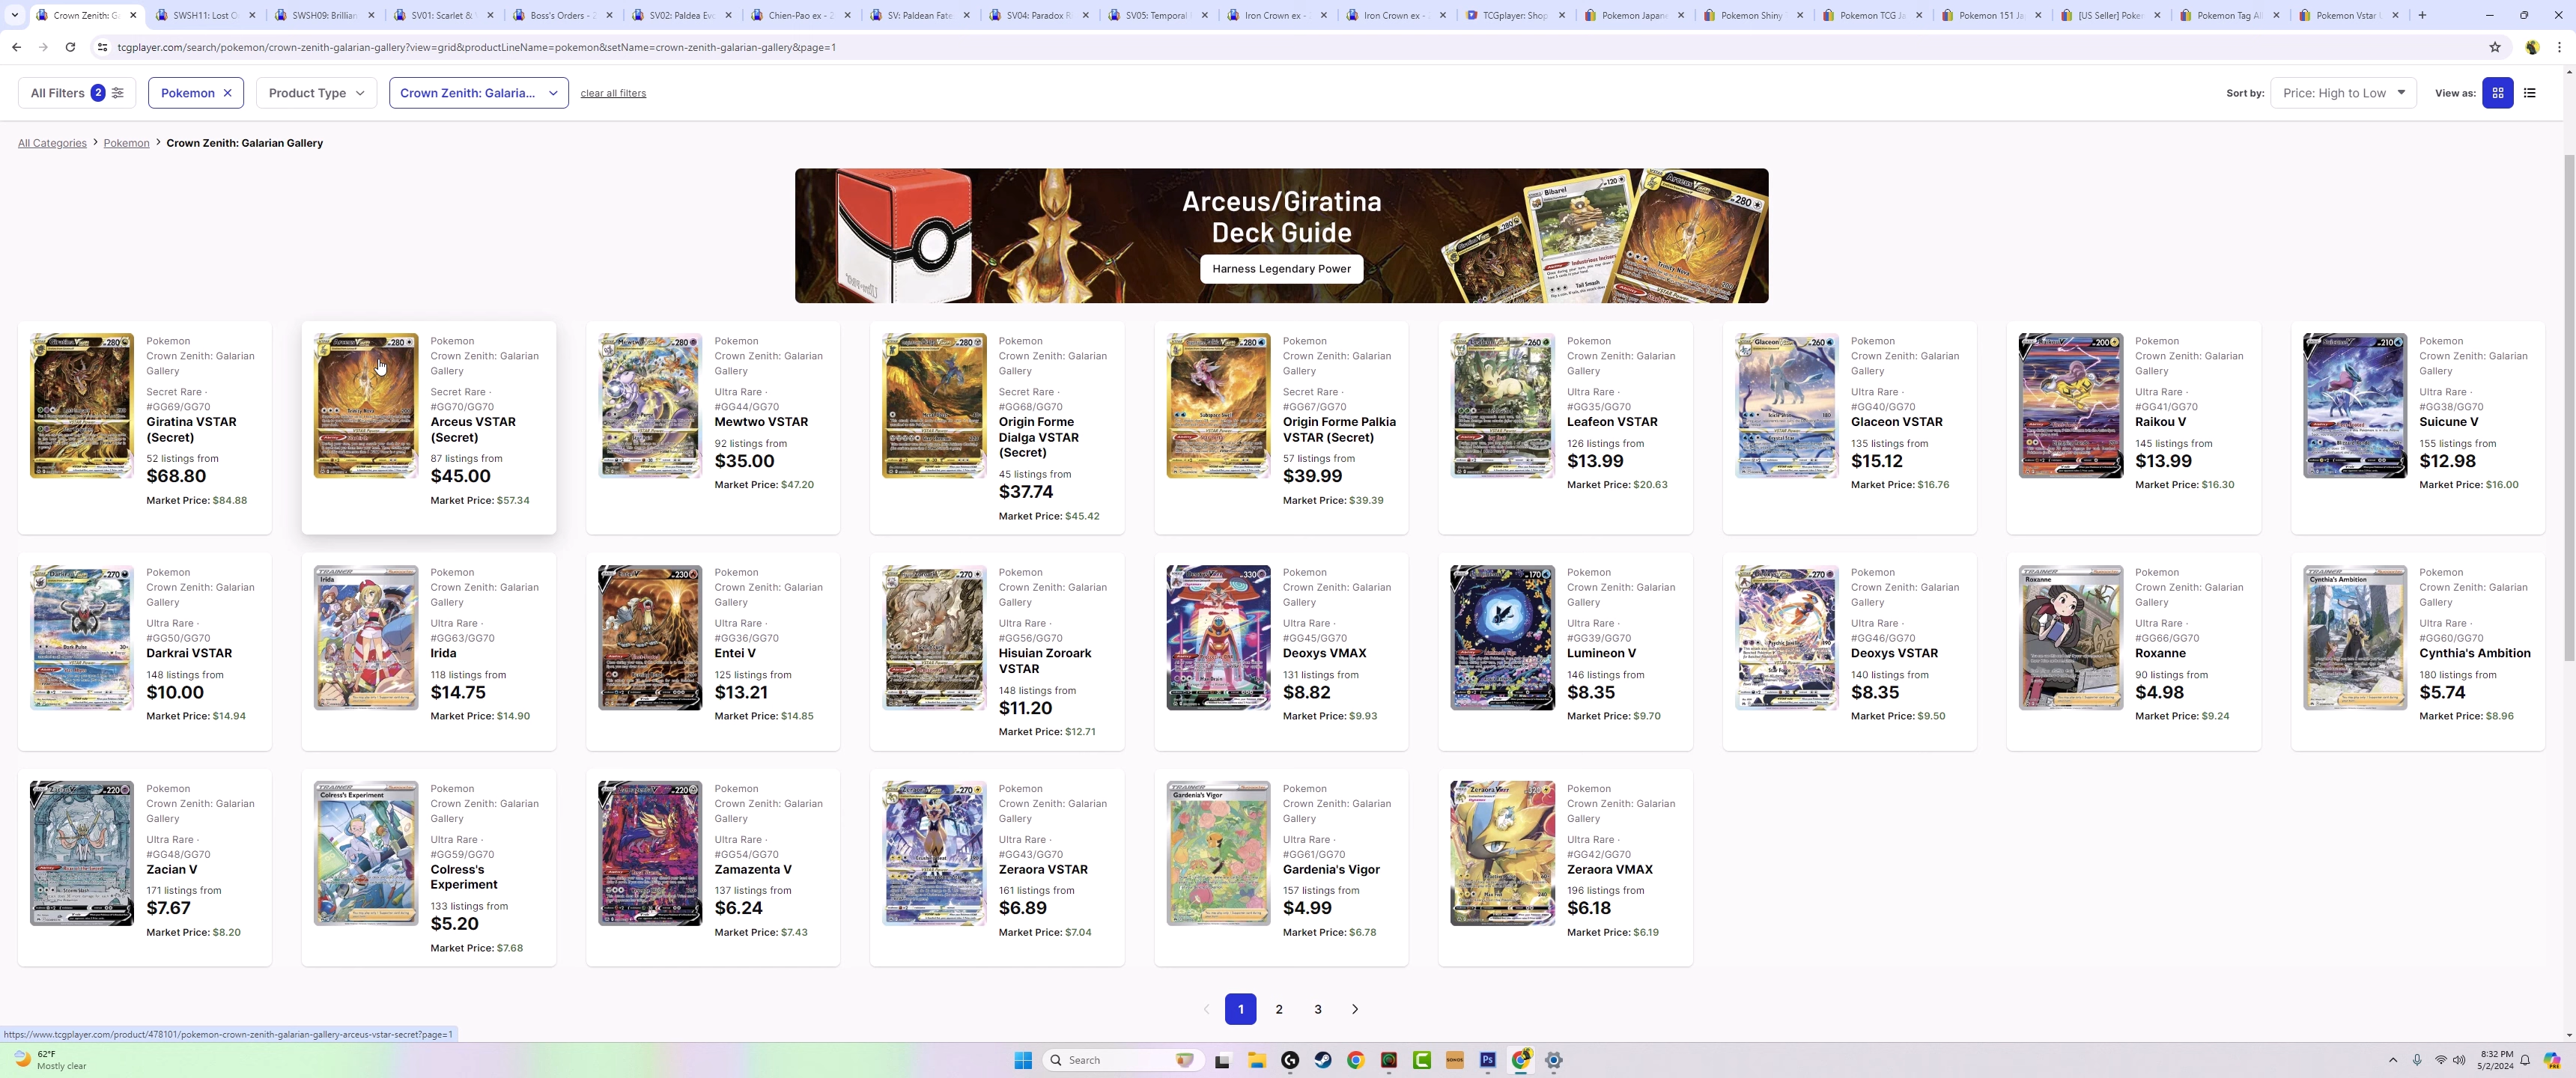 Crown Zenith: G
SWSH11: Lost O
SWSH09: Brillian
SV01: Scarlet &
Boss's Orders - 2
SV02: Paldea Ev
Chien-Pao ex - 2
SV: Paldean Fate
SV04: Paradox R
SV05: Temporal
Iron Crown ex -
Iron Crown ex -
TCGplayer: Shop
Pokemon Japane
Pokemon Shiny
Pokemon TCG Ja
Pokemon 151 Ja
[US Seller] Poke
Pokemon Tag Al
Pokemon Vstar
tcgplayer.com/search/pokemon/crown-zenith-galarian-gallery?view=grid&productLineName=pokemon&setName=crown-zenith-galarian-gallery&page=1
All Filters 2
Pokemon
Product Type
Crown Zenith: Galaria...
clear all filters
Sort by: Price: High to Low
View as:
All Categories > Pokemon > Crown Zenith: Galarian Gallery
Arceus/Giratina
Deck Guide
Harness Legendary Power
Bibarel
120
280
Pokemon
Crown Zenith: Galarian
Gallery
Secret Rare ·
#GG69/GG70
Giratina VSTAR
(Secret)
52 listings from
$68.80
Market Price: $84.88
Pokemon
Crown Zenith: Galarian
Gallery
Secret Rare ·
#GG70/GG70
Arceus VSTAR
(Secret)
87 listings from
$45.00
Market Price: $57.34
Pokemon
Crown Zenith: Galarian
Gallery
Ultra Rare ·
#GG44/GG70
Mewtwo VSTAR
92 listings from
$35.00
Market Price: $47.20
Pokemon
Crown Zenith: Galarian
Gallery
Secret Rare ·
#GG68/GG70
Origin Forme
Dialga VSTAR
(Secret)
45 listings from
$37.74
Market Price: $45.42
Pokemon
Crown Zenith: Galarian
Gallery
Secret Rare ·
#GG67/GG70
Origin Forme Palkia
VSTAR (Secret)
57 listings from
$39.99
Market Price: $39.39
Pokemon
Crown Zenith: Galarian
Gallery
Ultra Rare ·
#GG35/GG70
Leafeon VSTAR
126 listings from
$13.99
Market Price: $20.63
Pokemon
Crown Zenith: Galarian
Gallery
Ultra Rare ·
#GG40/GG70
Glaceon VSTAR
135 listings from
$15.12
Market Price: $16.76
Pokemon
Crown Zenith: Galarian
Gallery
Ultra Rare ·
#GG41/GG70
Raikou V
145 listings from
$13.99
Market Price: $16.30
Pokemon
Crown Zenith: Galarian
Gallery
Ultra Rare ·
#GG38/GG70
Suicune V
155 listings from
$12.98
Market Price: $16.00
Pokemon
Crown Zenith: Galarian
Gallery
Ultra Rare ·
#GG50/GG70
Darkrai VSTAR
148 listings from
$10.00
Market Price: $14.94
Irida
Pokemon
Crown Zenith: Galarian
Gallery
Ultra Rare ·
#GG63/GG70
Irida
118 listings from
$14.75
Market Price: $14.90
Pokemon
Crown Zenith: Galarian
Gallery
Ultra Rare ·
#GG36/GG70
Entei V
125 listings from
$13.21
Market Price: $14.85
Pokemon
Crown Zenith: Galarian
Gallery
Ultra Rare ·
#GG56/GG70
Hisuian Zoroark
VSTAR
148 listings from
$11.20
Market Price: $12.71
Pokemon
Crown Zenith: Galarian
Gallery
Ultra Rare ·
#GG45/GG70
Deoxys VMAX
131 listings from
$8.82
Market Price: $9.93
Pokemon
Crown Zenith: Galarian
Gallery
Ultra Rare ·
#GG39/GG70
Lumineon V
146 listings from
$8.35
Market Price: $9.70
Pokemon
Crown Zenith: Galarian
Gallery
Ultra Rare ·
#GG46/GG70
Deoxys VSTAR
140 listings from
$8.35
Market Price: $9.50
Roxanne
Pokemon
Crown Zenith: Galarian
Gallery
Ultra Rare ·
#GG66/GG70
Roxanne
90 listings from
$4.98
Market Price: $9.24
Cynthia's Ambition
Pokemon
Crown Zenith: Galarian
Gallery
Ultra Rare ·
#GG60/GG70
Cynthia's Ambition
180 listings from
$5.74
Market Price: $8.96
Pokemon
Crown Zenith: Galarian
Gallery
Ultra Rare ·
#GG48/GG70
Zacian V
171 listings from
$7.67
Market Price: $8.20
Colress's Experiment
Pokemon
Crown Zenith: Galarian
Gallery
Ultra Rare ·
#GG59/GG70
Colress's
Experiment
133 listings from
$5.20
Market Price: $7.68
Pokemon
Crown Zenith: Galarian
Gallery
Ultra Rare ·
#GG54/GG70
Zamazenta V
137 listings from
$6.24
Market Price: $7.43
Pokemon
Crown Zenith: Galarian
Gallery
Ultra Rare ·
#GG43/GG70
Zeraora VSTAR
161 listings from
$6.89
Market Price: $7.04
Gardenia's Vigor
Pokemon
Crown Zenith: Galarian
Gallery
Ultra Rare ·
#GG61/GG70
Gardenia's Vigor
157 listings from
$4.99
Market Price: $6.78
Pokemon
Crown Zenith: Galarian
Gallery
Ultra Rare ·
#GG42/GG70
Zeraora VMAX
196 listings from
$6.18
Market Price: $6.19
1 2 3
https://www.tcgplayer.com/product/478101/pokemon-crown-zenith-galarian-gallery-arceus-vstar-secret?page=1
62°F
Mostly clear
Search
SONOS
Ps
8:32 PM
5/2/2024